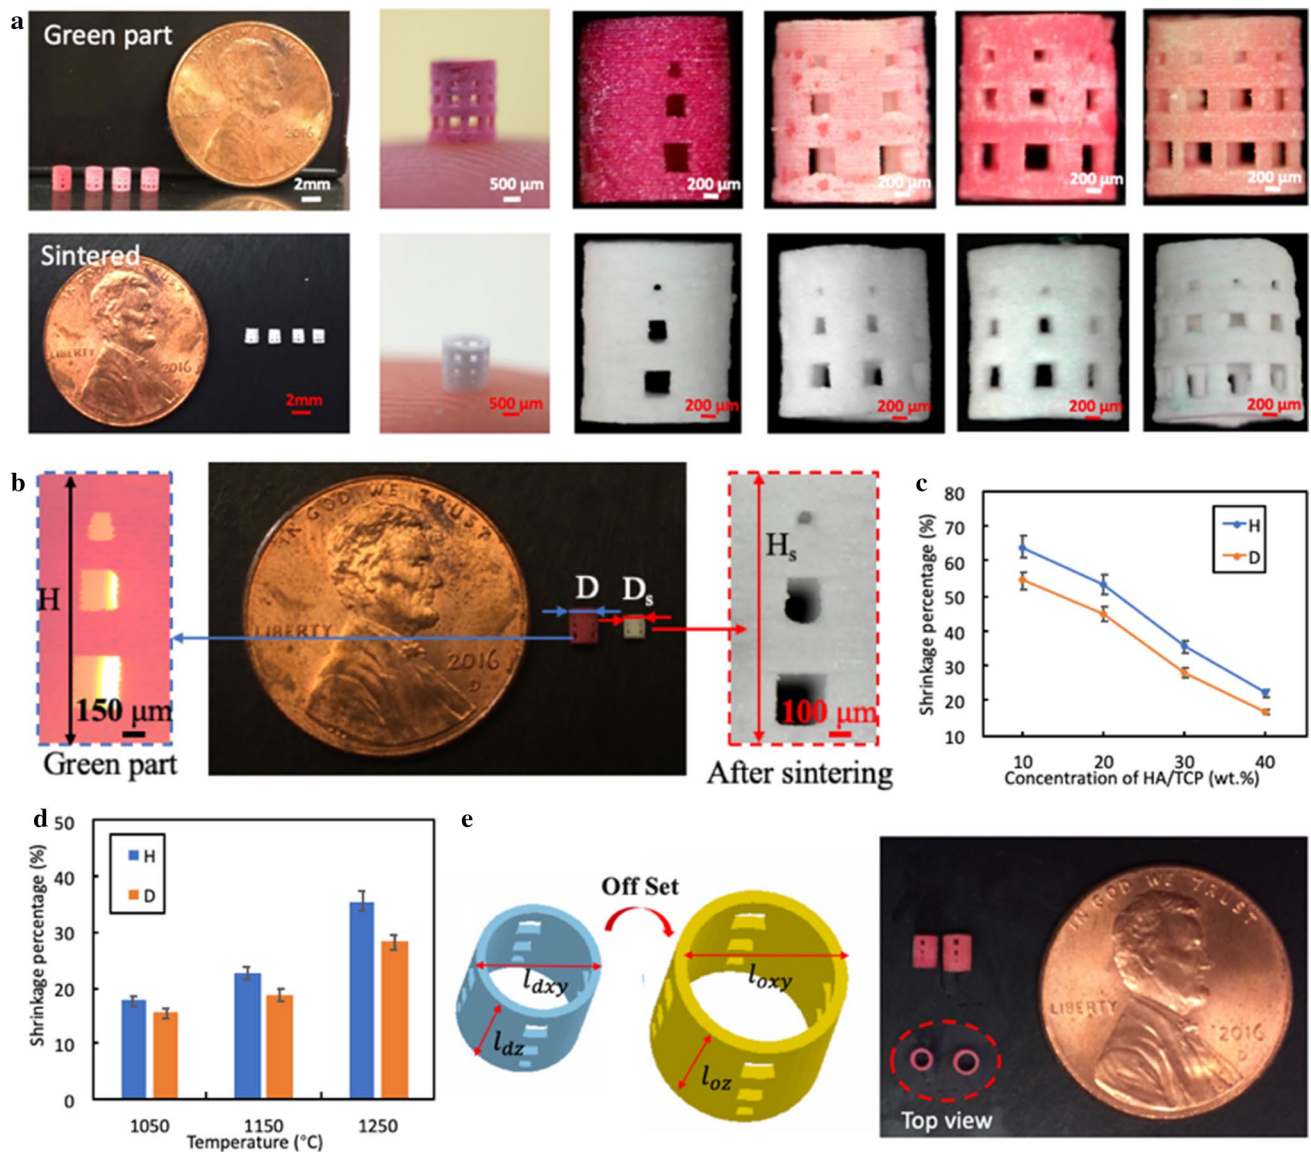 a
Green part
2016
2mm
500 μm
200 μm
200 μm
200 μm
200 μm
Sintered
LIBERTY
2016
2mm
500 μm
200 μm
200 μm
200 μm
200 μm
b
H
150 μm
Green part
IN GOD WE TRUST
LIBERTY
2016
D
D
Ds
Hs
100 μm
After sintering
c
Shrinkage percentage (%)
80
70
60
50
40
30
20
10
H
D
10 20 30 40
Concentration of HA/TCP (wt.%)
d
Shrinkage percentage (%)
50
40
30
20
10
0
H
D
1050 1150 1250
Temperature (°C)
e
Off Set
ldxy
ldz
loxy
loz
IN GOD WE TRUST
LIBERTY
2016
D
Top view